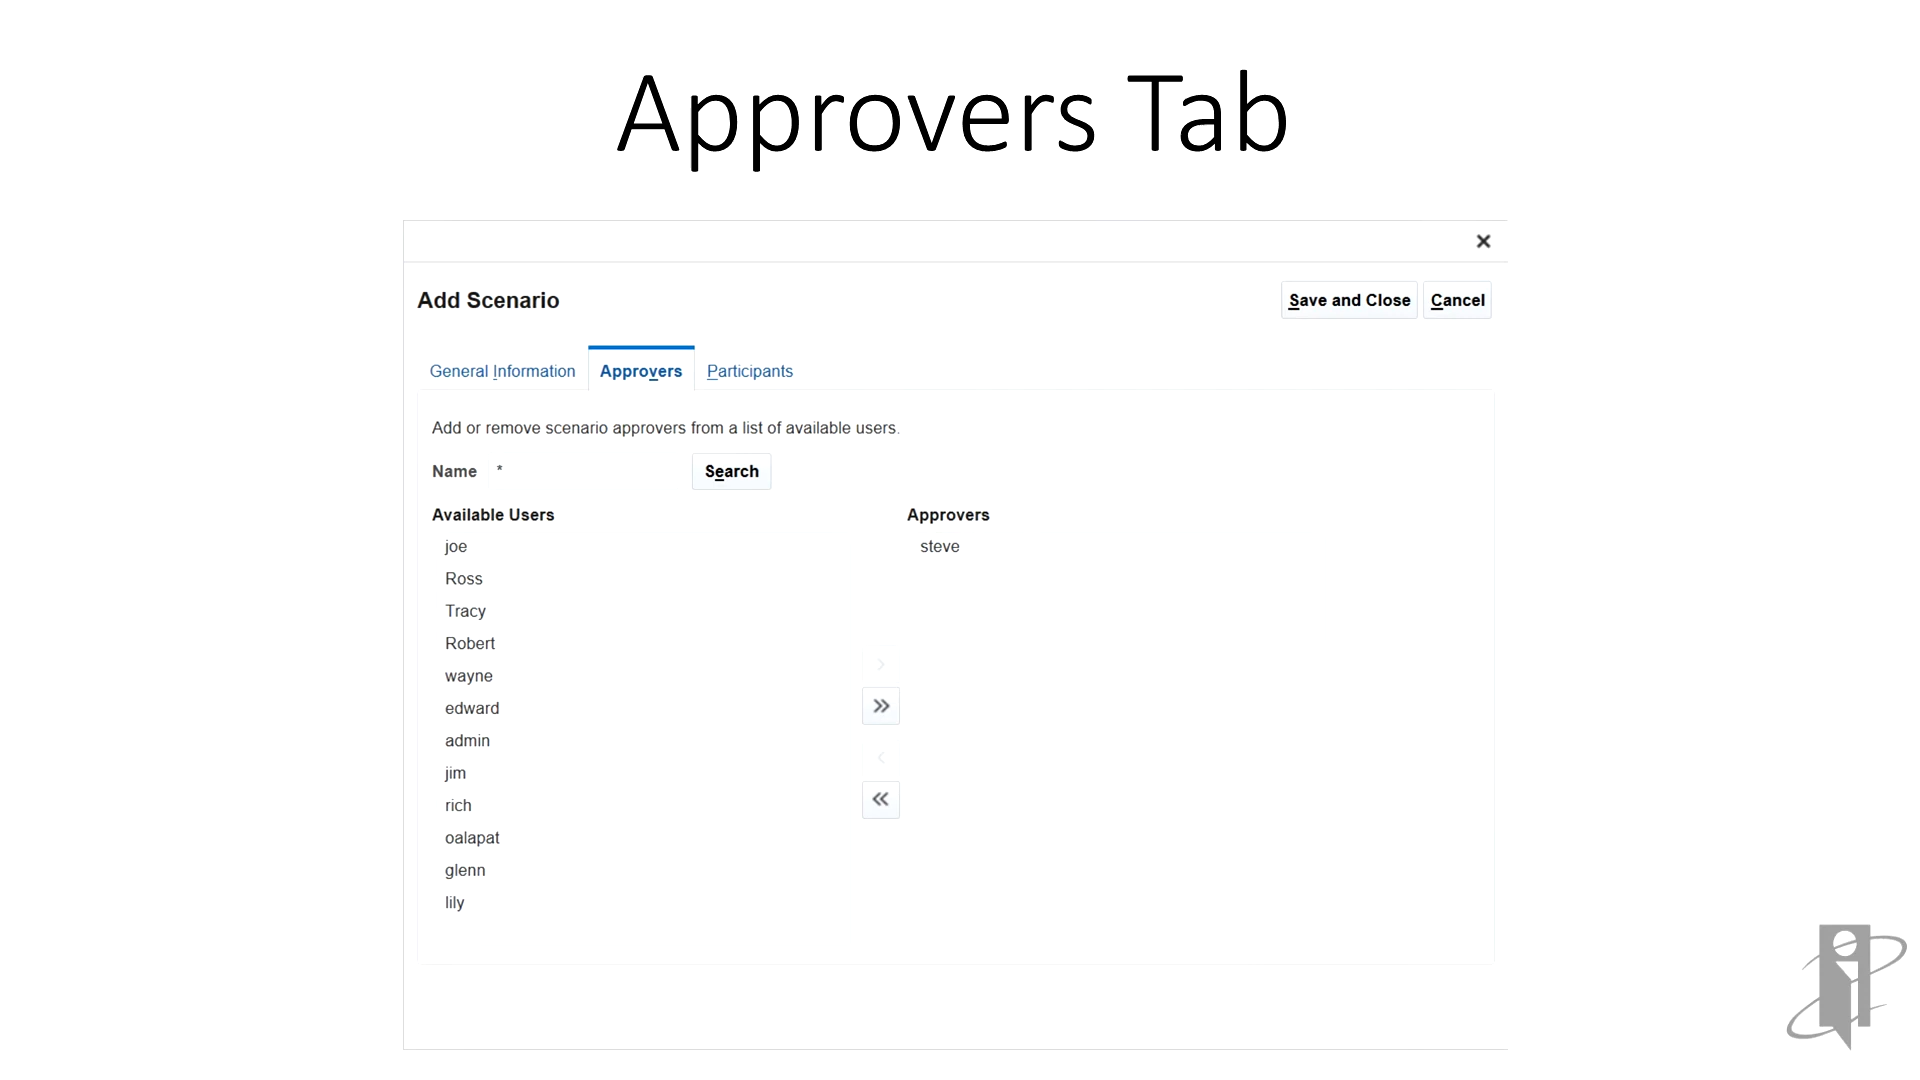 Approvers Tab
Add Scenario
Save and Close
Cancel
General Information
Approvers
Participants
Add or remove scenario approvers from a list of available users.
Name *
Search
Available Users
joe
Ross
Tracy
Robert
wayne
edward
admin
jim
rich
oalapat
glenn
lily
Approvers
steve